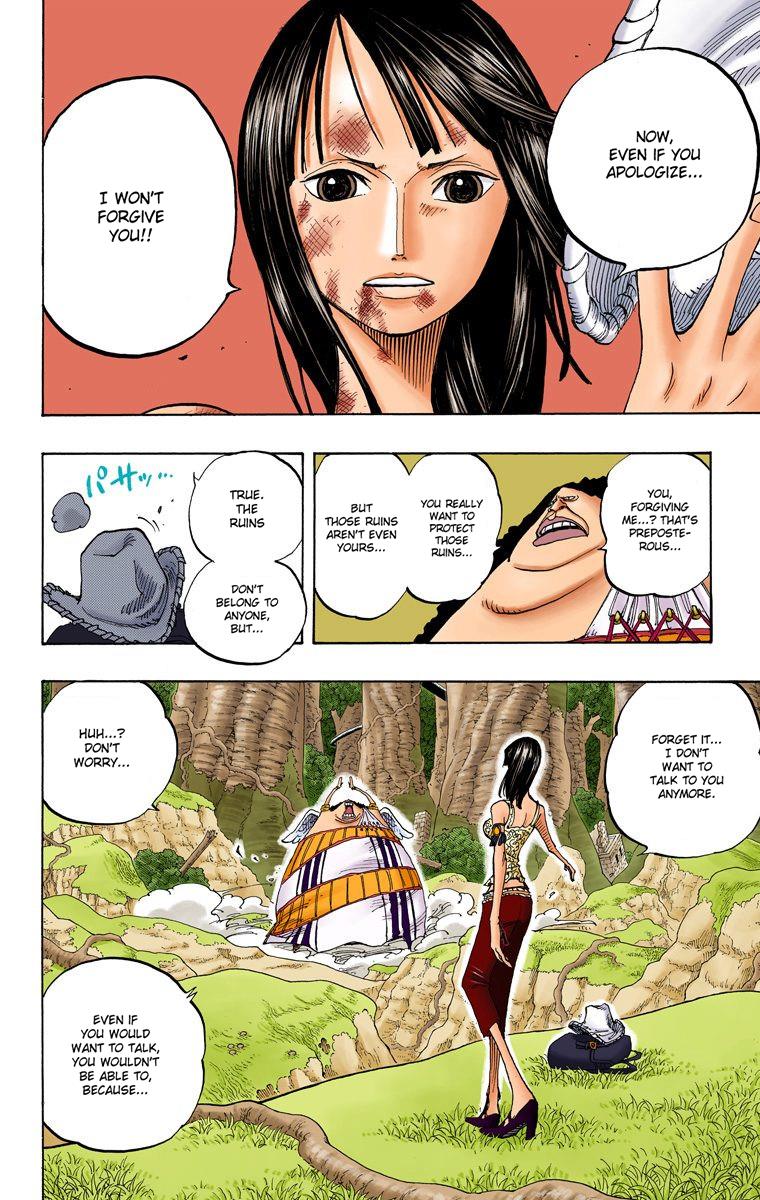 NOW,
EVEN IF YOU
APOLOGIZE...
I WON'T
FORGIVE
YOU!!
YOU,
FORGIVING
ME...? THAT'S
PREPOSTE-
ROUS...
YOU REALLY
WANT TO
PROTECT
THOSE
RUINS...
BUT
THOSE RUINS
AREN'T EVEN
YOURS...
TRUE.
THE
RUINS
DON'T
BELONG TO
ANYONE,
BUT...
パサッ...
FORGET IT...
I DON'T
WANT TO
TALK TO YOU
ANYMORE.
HUH...?
DON'T
WORRY...
EVEN IF
YOU WOULD
WANT TO TALK,
YOU WOULDN'T
BE ABLE TO,
BECAUSE...